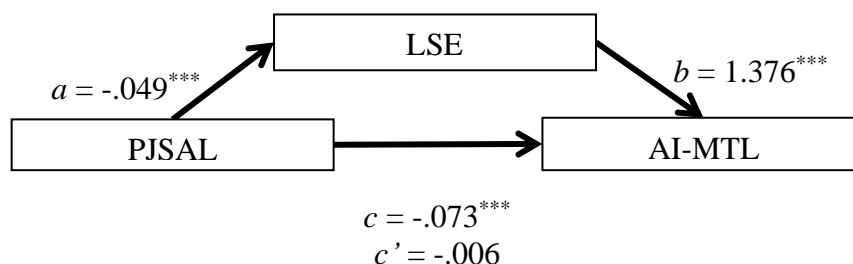 LSE
a = -.049***
b = 1.376***
PJSAL
AI-MTL
c = -.073***
c’ = -.006